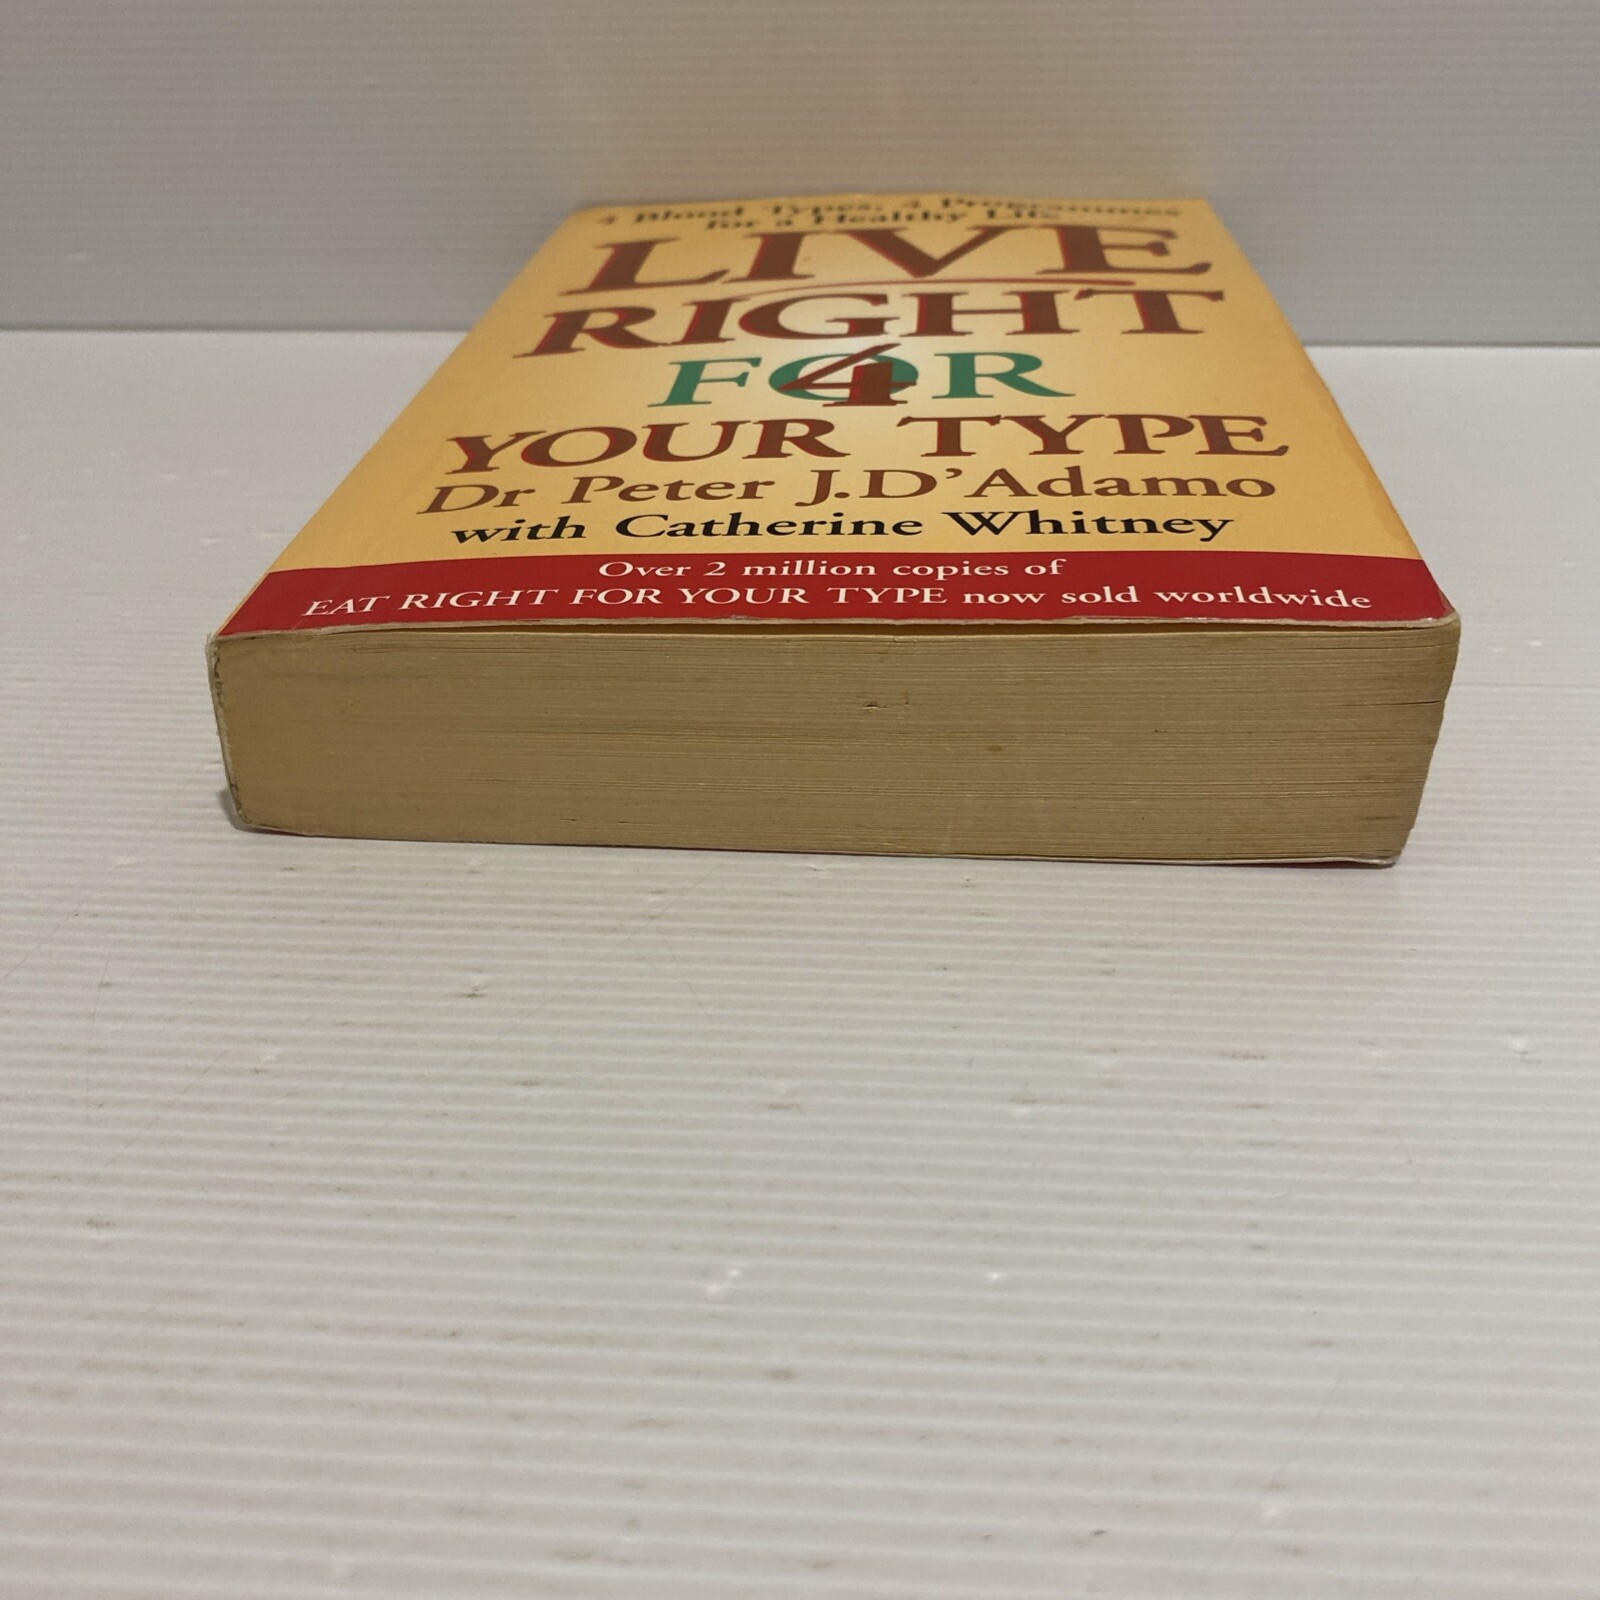 4 Blood Types, 4 Programmes
for a Healthy Life
LIVE
RIGHT
FOR
4
YOUR TYPE
Dr Peter J.D'Adamo
with Catherine Whitney
Over 2 million copies of
EAT RIGHT FOR YOUR TYPE now sold worldwide